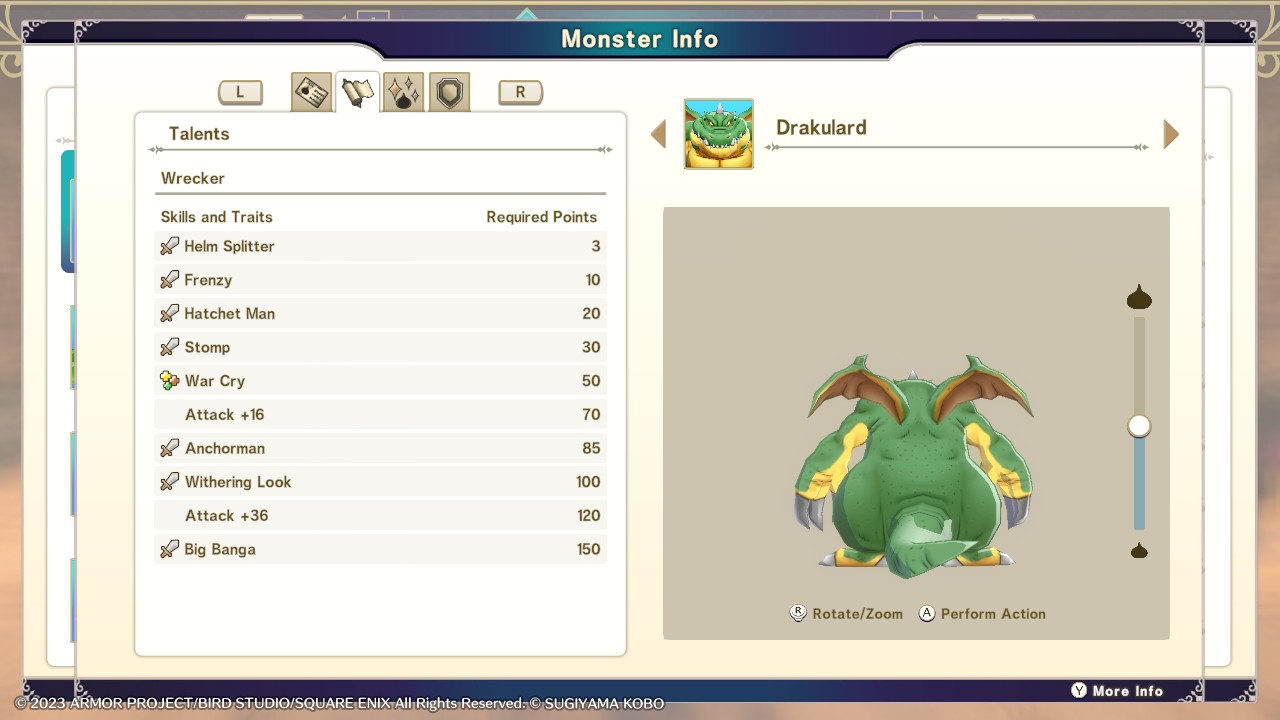 Monster Info
L
R
Talents
Wrecker
Skills and Traits Required Points
Helm Splitter 3
Frenzy 10
Hatchet Man 20
Stomp 30
War Cry 50
Attack +16 70
Anchorman 85
Withering Look 100
Attack +36 120
Big Banga 150
Drakulard
R Rotate/Zoom A Perform Action
Y More Info
© 2023 ARMOR PROJECT/BIRD STUDIO/SQUARE ENIX All Rights Reserved. © SUGIYAMA KOBO